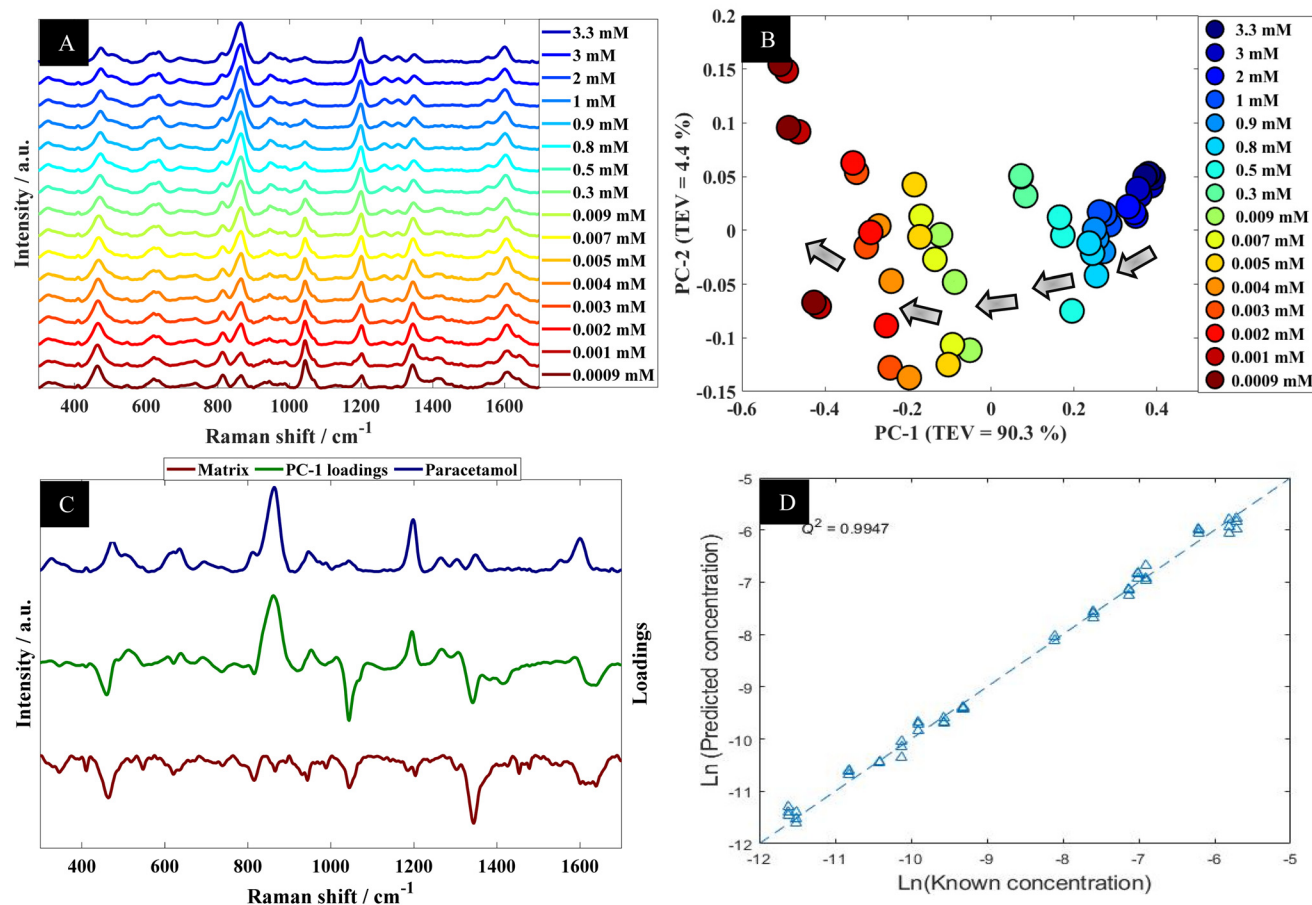 A
Intensity / a.u.
3.3 mM
3 mM
2 mM
1 mM
0.9 mM
0.8 mM
0.5 mM
0.3 mM
0.009 mM
0.007 mM
0.005 mM
0.004 mM
0.003 mM
0.002 mM
0.001 mM
0.0009 mM
400 600 800 1000 1200 1400 1600
Raman shift / cm⁻¹
B
PC-2 (TEV = 4.4 %)
0.2
0.15
0.1
0.05
0
-0.05
-0.1
-0.15
-0.6 -0.4 -0.2 0 0.2 0.4
PC-1 (TEV = 90.3 %)
3.3 mM
3 mM
2 mM
1 mM
0.9 mM
0.8 mM
0.5 mM
0.3 mM
0.009 mM
0.007 mM
0.005 mM
0.004 mM
0.003 mM
0.002 mM
0.001 mM
0.0009 mM
Matrix PC-1 loadings Paracetamol
C
Intensity / a.u.
Loadings
400 600 800 1000 1200 1400 1600
Raman shift / cm⁻¹
D
Q² = 0.9947
Ln (Predicted concentration)
-5
-6
-7
-8
-9
-10
-11
-12
-12 -11 -10 -9 -8 -7 -6 -5
Ln(Known concentration)